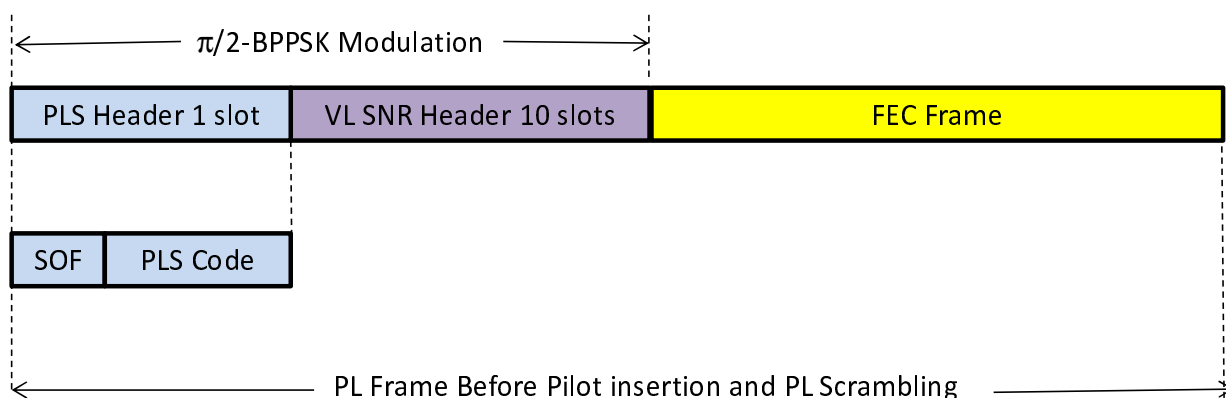 π/2-BPPSK Modulation
PLS Header 1 slot
VL SNR Header 10 slots
FEC Frame
SOF
PLS Code
PL Frame Before Pilot insertion and PL Scrambling